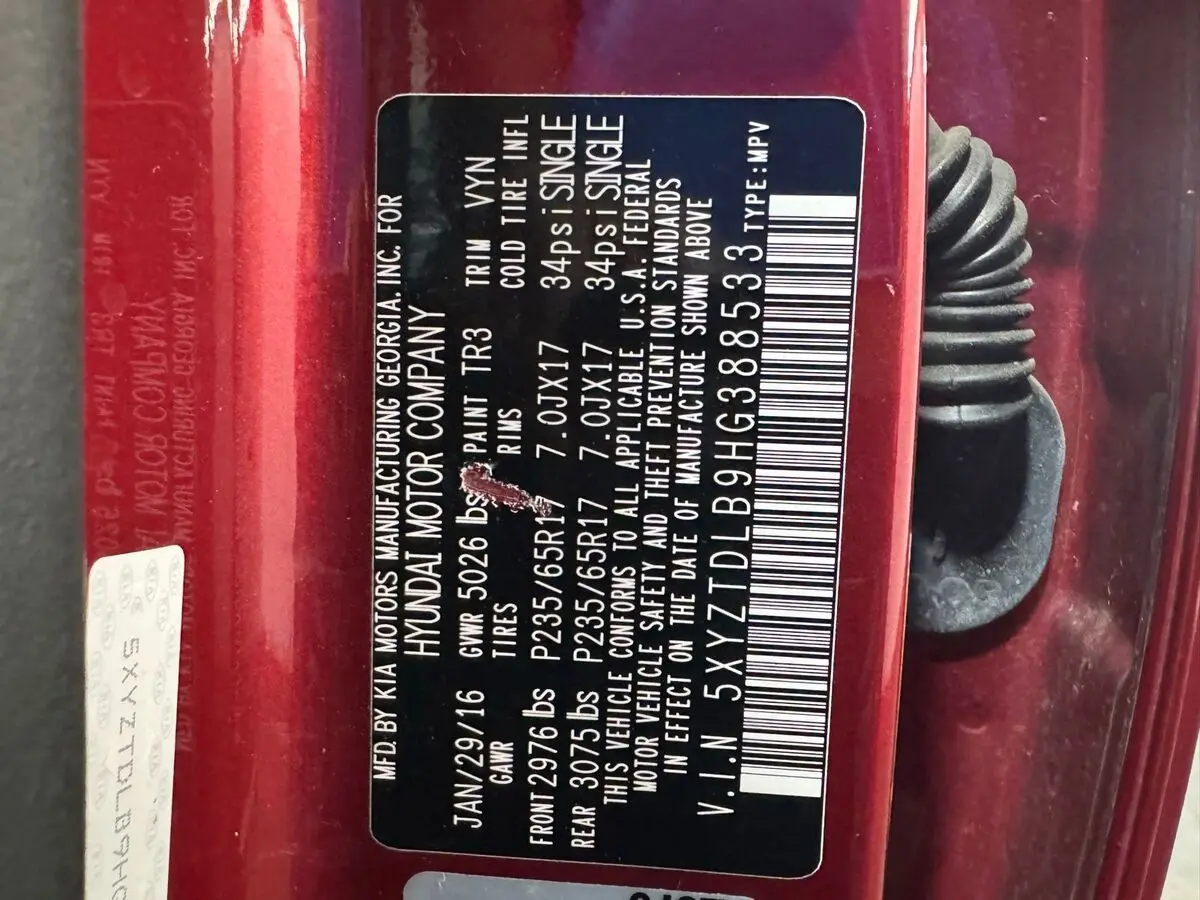 MFD. BY KIA MOTORS MANUFACTURING GEORGIA, INC. FOR
HYUNDAI MOTOR COMPANY
JAN/29/16 GVWR 5026 lbs PAINT TR3 TRIM VYN
GAWR TIRES RIMS COLD TIRE INFL
FRONT 2976 lbs P235/65R17 7.0JX17 34psi SINGLE
REAR 3075 lbs P235/65R17 7.0JX17 34psi SINGLE
THIS VEHICLE CONFORMS TO ALL APPLICABLE U.S.A. FEDERAL
MOTOR VEHICLE SAFETY AND THEFT PREVENTION STANDARDS
IN EFFECT ON THE DATE OF MANUFACTURE SHOWN ABOVE
V.I.N 5XYZTDLB9HG388533 TYPE:MPV
5XYZTDLB9HG